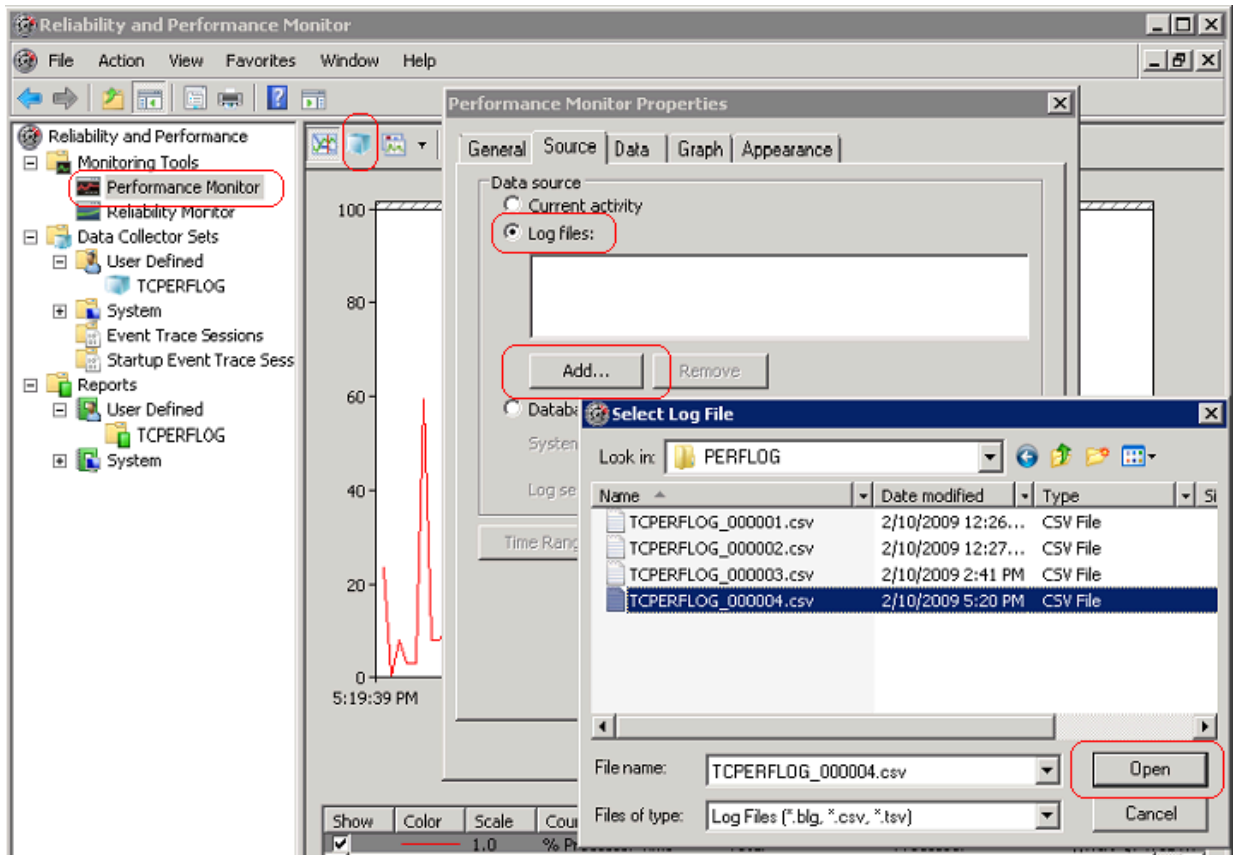 Reliability and Performance Monitor
File Action View Favorites Window Help
Reliability and Performance
Monitoring Tools
Performance Monitor
Reliability Monitor
Data Collector Sets
User Defined
TCPERFLOG
System
Event Trace Sessions
Startup Event Trace Sess
Reports
User Defined
TCPERFLOG
System
100
80
60
40
20
0
5:19:39 PM
Show Color Scale
1.0
Performance Monitor Properties
General Source Data Graph Appearance
Data source
Current activity
Log files:
Add... Remove
Select Log File
Look in: PERFLOG
Name Date modified Type Si
TCPERFLOG_000001.csv 2/10/2009 12:26... CSV File
TCPERFLOG_000002.csv 2/10/2009 12:27... CSV File
TCPERFLOG_000003.csv 2/10/2009 2:41 PM CSV File
TCPERFLOG_000004.csv 2/10/2009 5:20 PM CSV File
File name: TCPERFLOG_000004.csv Open
Files of type: Log Files (*.blg, *.csv, *.tsv) Cancel